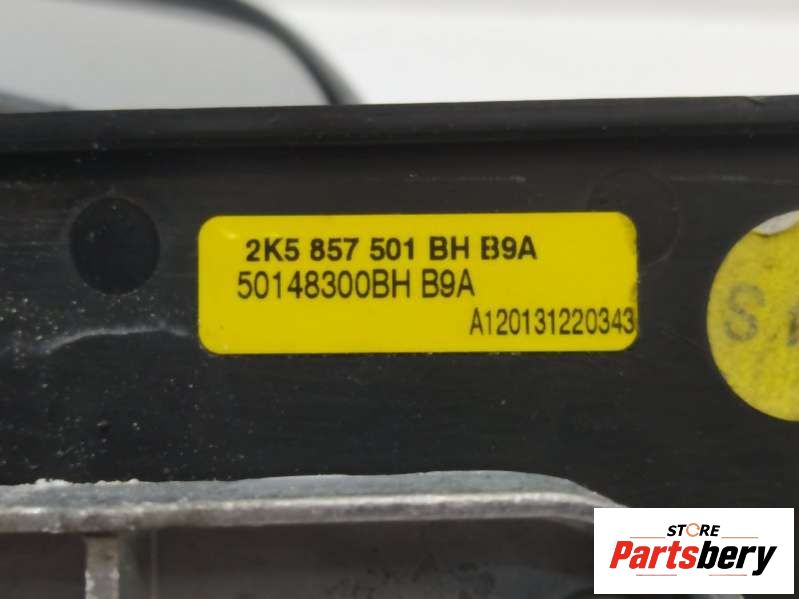 2K5 857 501 BH B9A
50148300BH B9A
A120131220343
STORE
Partsbery